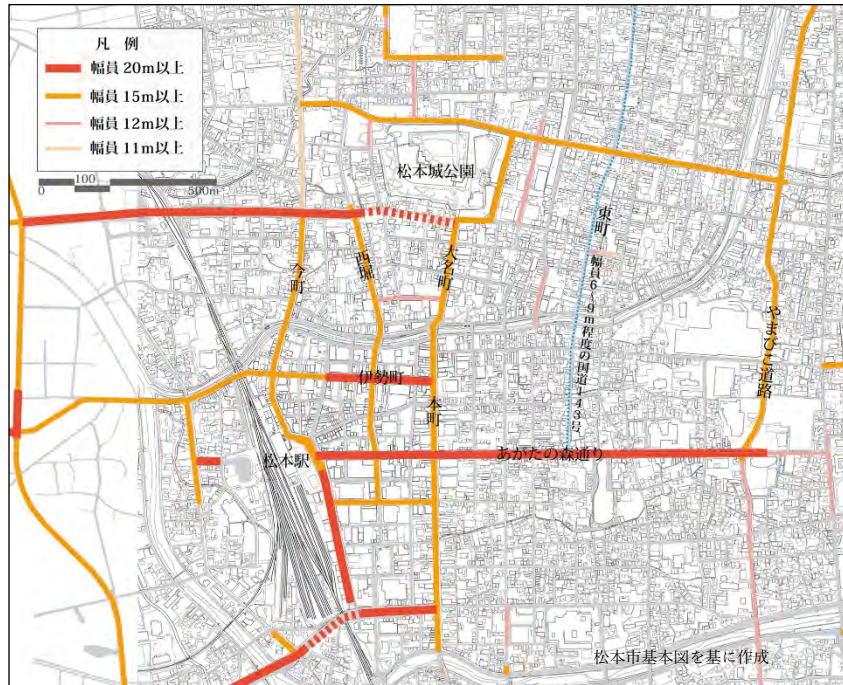 凡　例
幅員 20m以上
幅員 15m以上
幅員 12m以上
幅員 11m以上
0 100 500m
松本城公園
東町
大名町
西堀
今町
幅員6~9m程度の国道143号
やまびこ道路
伊勢町
本町
松本駅
あがたの森通り
松本市基本図を基に作成